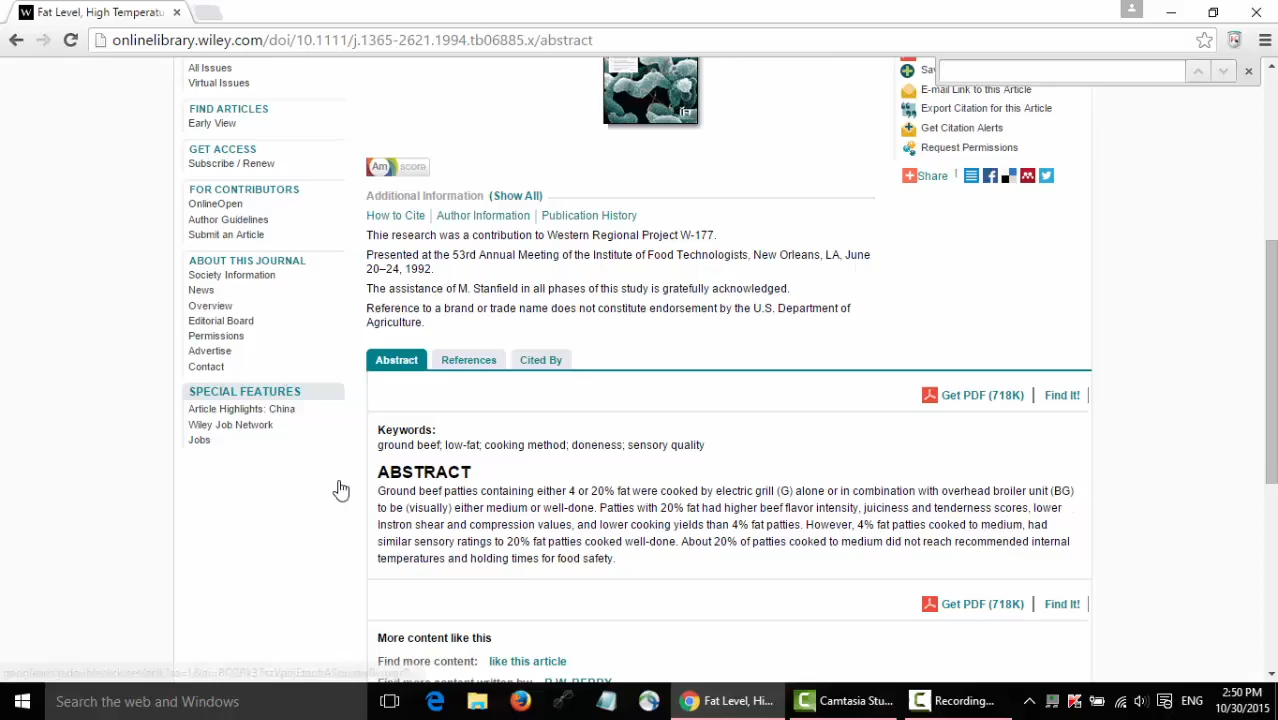 Fat Level, High Temperatu
onlinelibrary.wiley.com/doi/10.1111/j.1365-2621.1994.tb06885.x/abstract
All Issues
Virtual Issues
FIND ARTICLES
Early View
GET ACCESS
Subscribe / Renew
FOR CONTRIBUTORS
OnlineOpen
Author Guidelines
Submit an Article
ABOUT THIS JOURNAL
Society Information
News
Overview
Editorial Board
Permissions
Advertise
Contact
SPECIAL FEATURES
Article Highlights: China
Wiley Job Network
Jobs
Am score
Additional Information (Show All)
How to Cite | Author Information | Publication History
Thie research was a contribution to Western Regional Project W-177.
Presented at the 53rd Annual Meeting of the Institute of Food Technologists, New Orleans, LA, June
20–24, 1992.
The assistance of M. Stanfield in all phases of this study is gratefully acknowledged.
Reference to a brand or trade name does not constitute endorsement by the U.S. Department of
Agriculture.
Abstract References Cited By
Get PDF (718K) | Find It!
Keywords:
ground beef; low-fat; cooking method; doneness; sensory quality
ABSTRACT
Ground beef patties containing either 4 or 20% fat were cooked by electric grill (G) alone or in combination with overhead broiler unit (BG)
to be (visually) either medium or well-done. Patties with 20% fat had higher beef flavor intensity, juiciness and tenderness scores, lower
Instron shear and compression values, and lower cooking yields than 4% fat patties. However, 4% fat patties cooked to medium, had
similar sensory ratings to 20% fat patties cooked well-done. About 20% of patties cooked to medium did not reach recommended internal
temperatures and holding times for food safety.
Get PDF (718K) | Find It!
More content like this
Find more content: like this article
Find more content written by: B.W. BERRY
E-mail Link to this Article
Export Citation for this Article
Get Citation Alerts
Request Permissions
Share
Search the web and Windows
Fat Level, Hi...
Camtasia Stu...
Recording...
ENG
2:50 PM
10/30/2015